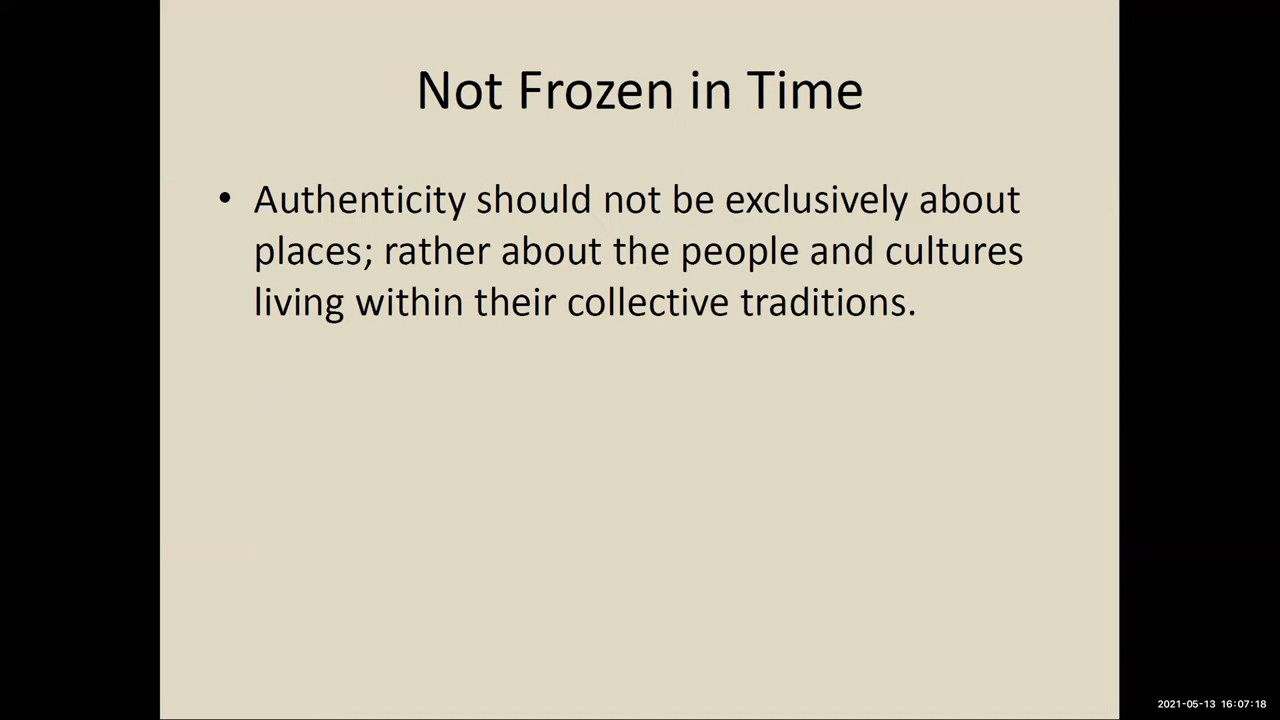 Not Frozen in Time
• Authenticity should not be exclusively about
places; rather about the people and cultures
living within their collective traditions.
2021-05-13 16:07:18